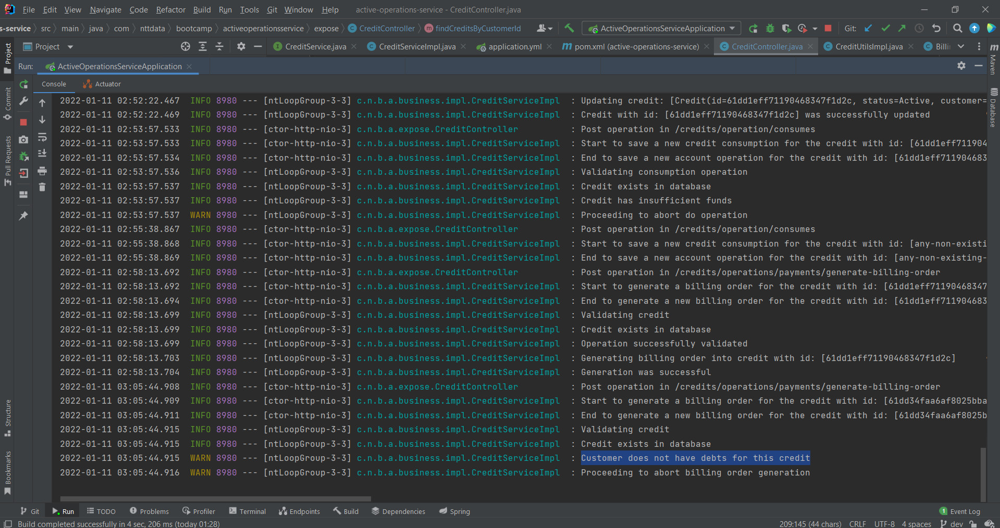 File Edit View Navigate Code Refactor Build Run Tools Git Window Help active-operations-service - CreditController.java
s-service src main java com nttdata bootcamp activeoperationsservice expose CreditController findCreditsByCustomerId ActiveOperationsServiceApplication Git:
Project CreditService.java CreditServiceImpl.java application.yml pom.xml (active-operations-service) CreditController.java CreditUtilsImpl.java Billi
Run: ActiveOperationsServiceApplication
Console Actuator
2022-01-11 02:52:22.467 INFO 8980 --- [ntLoopGroup-3-3] c.n.b.a.business.impl.CreditServiceImpl : Updating credit: [Credit(id=61dd1eff71190468347f1d2c, status=Active, customer=
2022-01-11 02:52:22.469 INFO 8980 --- [ntLoopGroup-3-3] c.n.b.a.business.impl.CreditServiceImpl : Credit with id: [61dd1eff71190468347f1d2c] was successfully updated
2022-01-11 02:53:57.533 INFO 8980 --- [ctor-http-nio-3] c.n.b.a.expose.CreditController : Post operation in /credits/operation/consumes
2022-01-11 02:53:57.533 INFO 8980 --- [ctor-http-nio-3] c.n.b.a.business.impl.CreditServiceImpl : Start to save a new credit consumption for the credit with id: [61dd1eff711904
2022-01-11 02:53:57.534 INFO 8980 --- [ctor-http-nio-3] c.n.b.a.business.impl.CreditServiceImpl : End to save a new account operation for the credit with id: [61dd1eff711904683
2022-01-11 02:53:57.536 INFO 8980 --- [ntLoopGroup-3-3] c.n.b.a.business.impl.CreditServiceImpl : Validating consumption operation
2022-01-11 02:53:57.537 INFO 8980 --- [ntLoopGroup-3-3] c.n.b.a.business.impl.CreditServiceImpl : Credit exists in database
2022-01-11 02:53:57.537 INFO 8980 --- [ntLoopGroup-3-3] c.n.b.a.business.impl.CreditServiceImpl : Credit has insufficient funds
2022-01-11 02:53:57.537 WARN 8980 --- [ntLoopGroup-3-3] c.n.b.a.business.impl.CreditServiceImpl : Proceeding to abort do operation
2022-01-11 02:55:38.867 INFO 8980 --- [ctor-http-nio-3] c.n.b.a.expose.CreditController : Post operation in /credits/operation/consumes
2022-01-11 02:55:38.868 INFO 8980 --- [ctor-http-nio-3] c.n.b.a.business.impl.CreditServiceImpl : Start to save a new credit consumption for the credit with id: [any-non-existi
2022-01-11 02:55:38.869 INFO 8980 --- [ctor-http-nio-3] c.n.b.a.business.impl.CreditServiceImpl : End to save a new account operation for the credit with id: [any-non-existing-
2022-01-11 02:58:13.692 INFO 8980 --- [ctor-http-nio-3] c.n.b.a.expose.CreditController : Post operation in /credits/operations/payments/generate-billing-order
2022-01-11 02:58:13.692 INFO 8980 --- [ctor-http-nio-3] c.n.b.a.business.impl.CreditServiceImpl : Start to generate a billing order for the credit with id: [61dd1eff71190468347
2022-01-11 02:58:13.694 INFO 8980 --- [ctor-http-nio-3] c.n.b.a.business.impl.CreditServiceImpl : End to generate a new billing order for the credit with id: [61dd1eff711904683
2022-01-11 02:58:13.699 INFO 8980 --- [ntLoopGroup-3-3] c.n.b.a.business.impl.CreditServiceImpl : Validating credit
2022-01-11 02:58:13.699 INFO 8980 --- [ntLoopGroup-3-3] c.n.b.a.business.impl.CreditServiceImpl : Credit exists in database
2022-01-11 02:58:13.699 INFO 8980 --- [ntLoopGroup-3-3] c.n.b.a.business.impl.CreditServiceImpl : Operation successfully validated
2022-01-11 02:58:13.703 INFO 8980 --- [ntLoopGroup-3-3] c.n.b.a.business.impl.CreditServiceImpl : Generating billing order into credit with id: [61dd1eff71190468347f1d2c]
2022-01-11 02:58:13.704 INFO 8980 --- [ntLoopGroup-3-3] c.n.b.a.business.impl.CreditServiceImpl : Generation was successful
2022-01-11 03:05:44.908 INFO 8980 --- [ctor-http-nio-3] c.n.b.a.expose.CreditController : Post operation in /credits/operations/payments/generate-billing-order
2022-01-11 03:05:44.909 INFO 8980 --- [ctor-http-nio-3] c.n.b.a.business.impl.CreditServiceImpl : Start to generate a billing order for the credit with id: [61dd34faa6af8025bba
2022-01-11 03:05:44.911 INFO 8980 --- [ctor-http-nio-3] c.n.b.a.business.impl.CreditServiceImpl : End to generate a new billing order for the credit with id: [61dd34faa6af8025b
2022-01-11 03:05:44.915 INFO 8980 --- [ntLoopGroup-3-3] c.n.b.a.business.impl.CreditServiceImpl : Validating credit
2022-01-11 03:05:44.915 INFO 8980 --- [ntLoopGroup-3-3] c.n.b.a.business.impl.CreditServiceImpl : Credit exists in database
2022-01-11 03:05:44.915 WARN 8980 --- [ntLoopGroup-3-3] c.n.b.a.business.impl.CreditServiceImpl : Customer does not have debts for this credit
2022-01-11 03:05:44.916 WARN 8980 --- [ntLoopGroup-3-3] c.n.b.a.business.impl.CreditServiceImpl : Proceeding to abort billing order generation
Project
Commit
Pull Requests
Structure
Bookmarks
Maven
Database
Git Run TODO Problems Profiler Terminal Endpoints Build Dependencies Spring 1 Event Log
Build completed successfully in 4 sec, 206 ms (today 01:28) 209:145 (44 chars) CRLF UTF-8 4 spaces dev